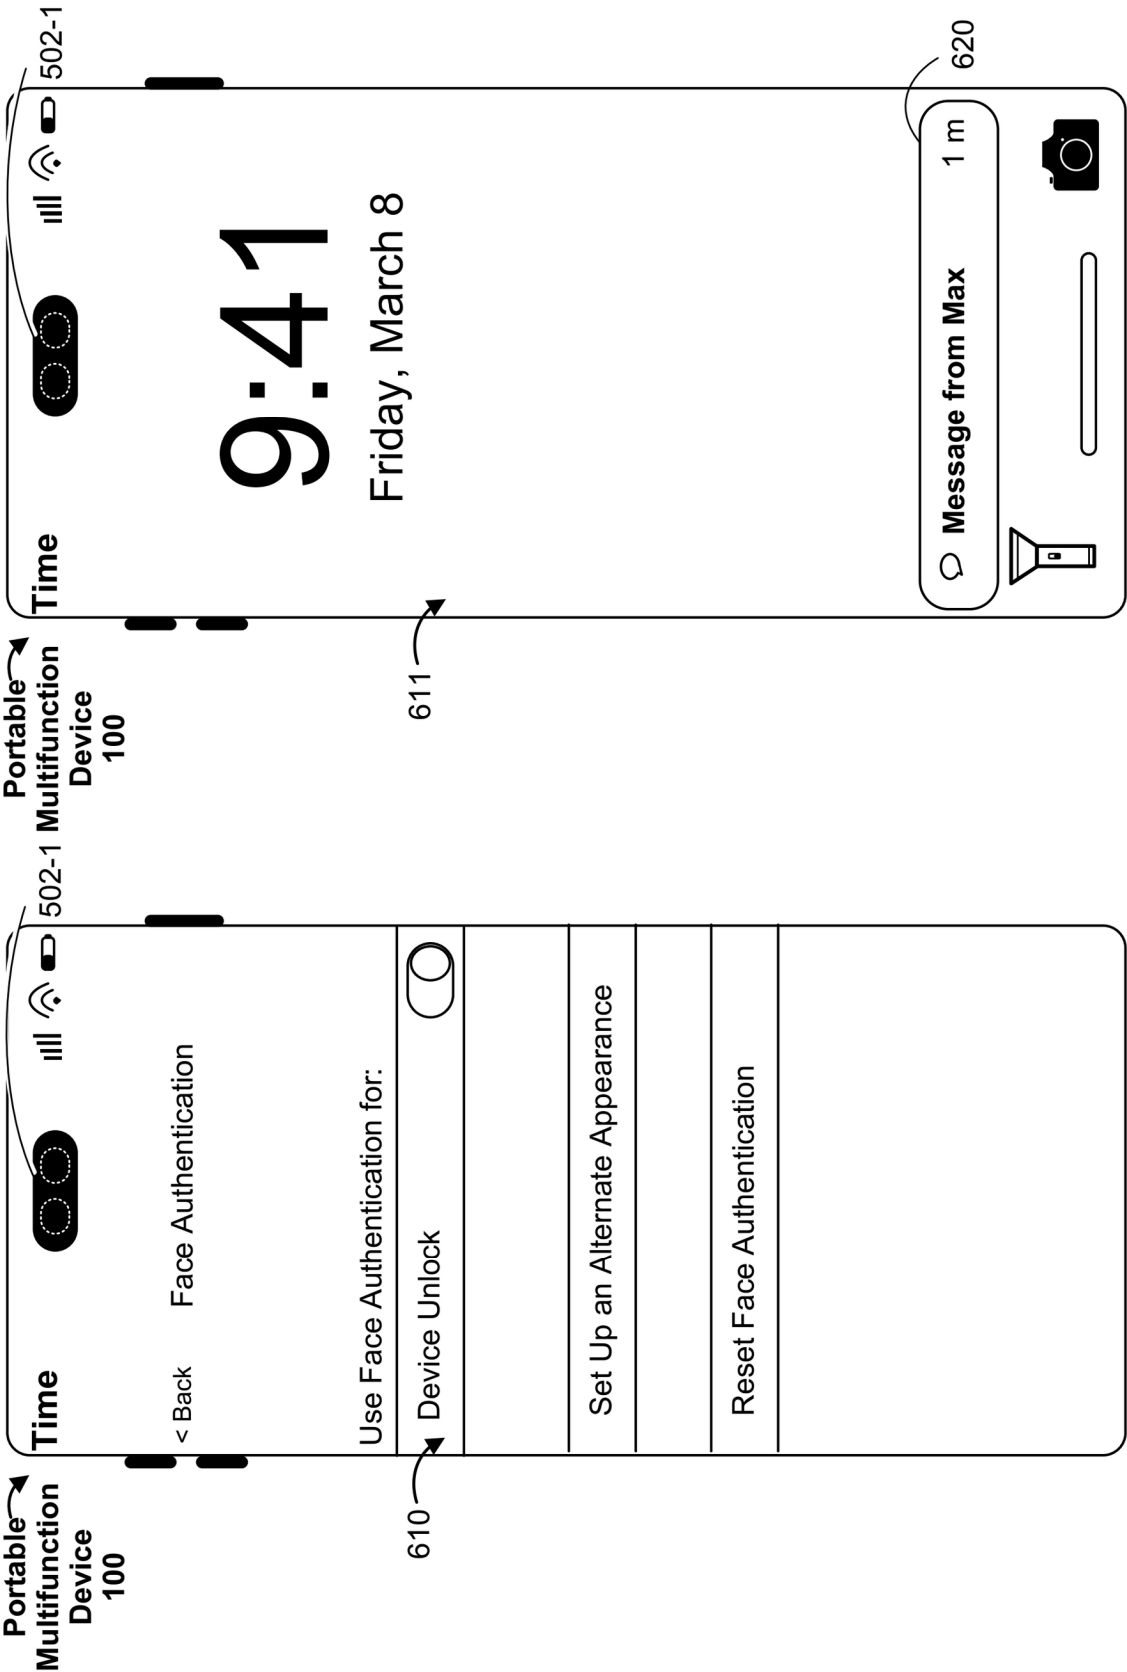 Portable
Multifunction
Device
100
502-1
Time
< Back
Face Authentication
Use Face Authentication for:
Device Unlock
610
Set Up an Alternate Appearance
Reset Face Authentication
Portable
Multifunction
Device
100
502-1
Time
9:41
Friday, March 8
611
Message from Max
1 m
620